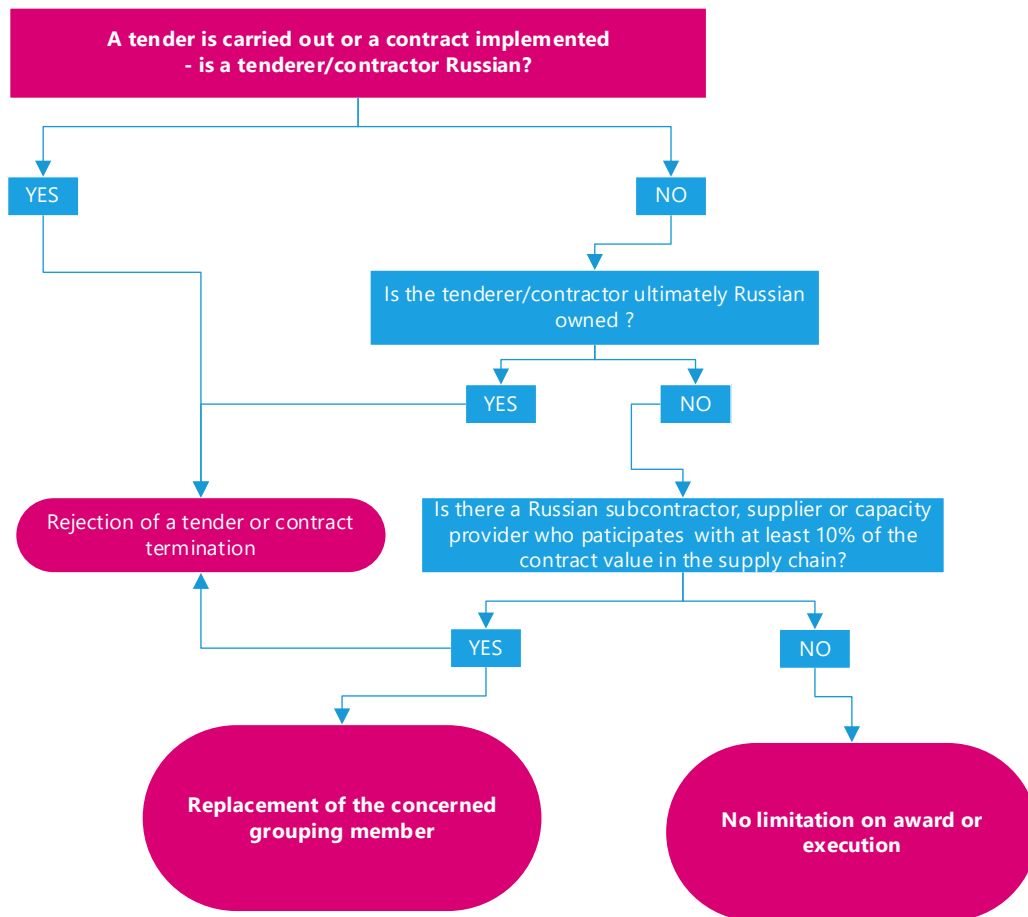 A tender is carried out or a contract implemented
- is a tenderer/contractor Russian?
YES
NO
Is the tenderer/contractor ultimately Russian
owned ?
YES
NO
Rejection of a tender or contract
termination
Is there a Russian subcontractor, supplier or capacity
provider who paticipates with at least 10% of the
contract value in the supply chain?
YES
NO
Replacement of the concerned
grouping member
No limitation on award or
execution